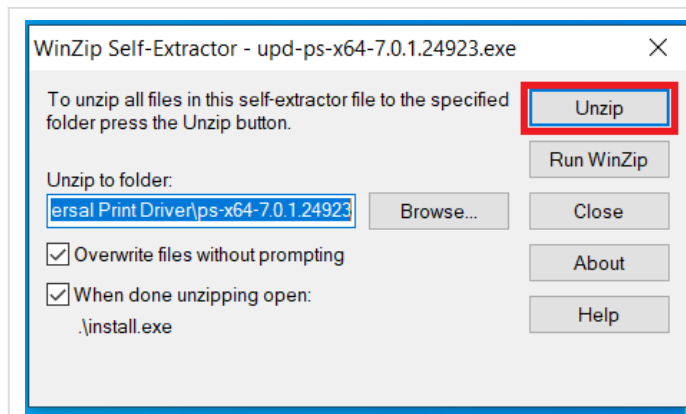 WinZip Self-Extractor - upd-ps-x64-7.0.1.24923.exe
To unzip all files in this self-extractor file to the specified
folder press the Unzip button.
Unzip
Run WinZip
Unzip to folder:
ersal Print Driver\ps-x64-7.0.1.24923
Browse...
Close
Overwrite files without prompting
About
When done unzipping open:
.\install.exe
Help